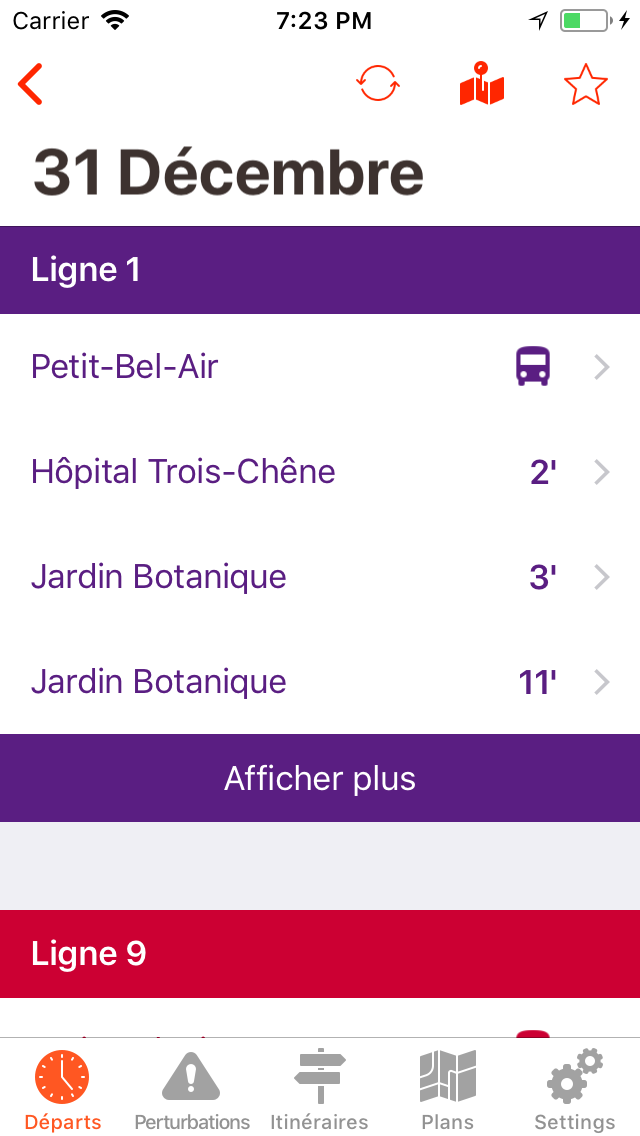 Carrier 7:23 PM
31 Décembre
Ligne 1
Petit-Bel-Air
Hôpital Trois-Chêne 2'
Jardin Botanique 3'
Jardin Botanique 11'
Afficher plus
Ligne 9
Départs Perturbations Itinéraires Plans Settings